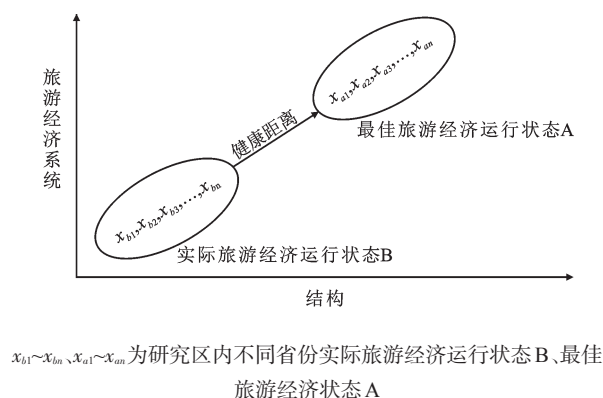 旅游经济系统
x_{a1},x_{a2},x_{a3},…,x_{an}
最佳旅游经济运行状态A
健康距离
x_{b1},x_{b2},x_{b3},…,x_{bn}
实际旅游经济运行状态B
结构
x_{b1}~x_{bn}、x_{a1}~x_{an}为研究区内不同省份实际旅游经济运行状态B、最佳
旅游经济状态A